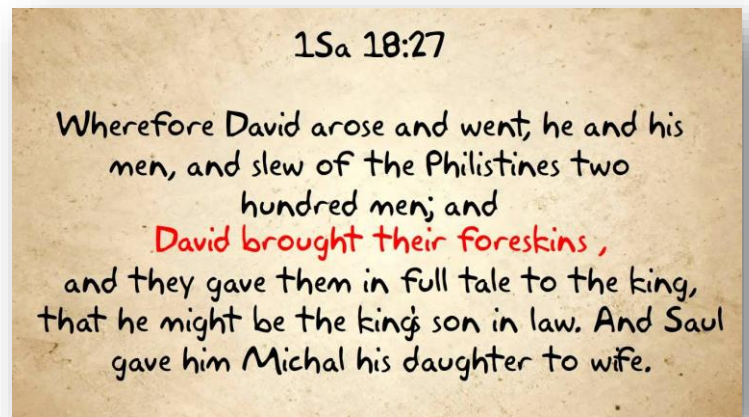 1Sa 18:27
Wherefore David arose and went, he and his
men, and slew of the Philistines two
hundred men; and
David brought their foreskins ,
and they gave them in full tale to the king,
that he might be the king's son in law. And Saul
gave him Michal his daughter to wife.